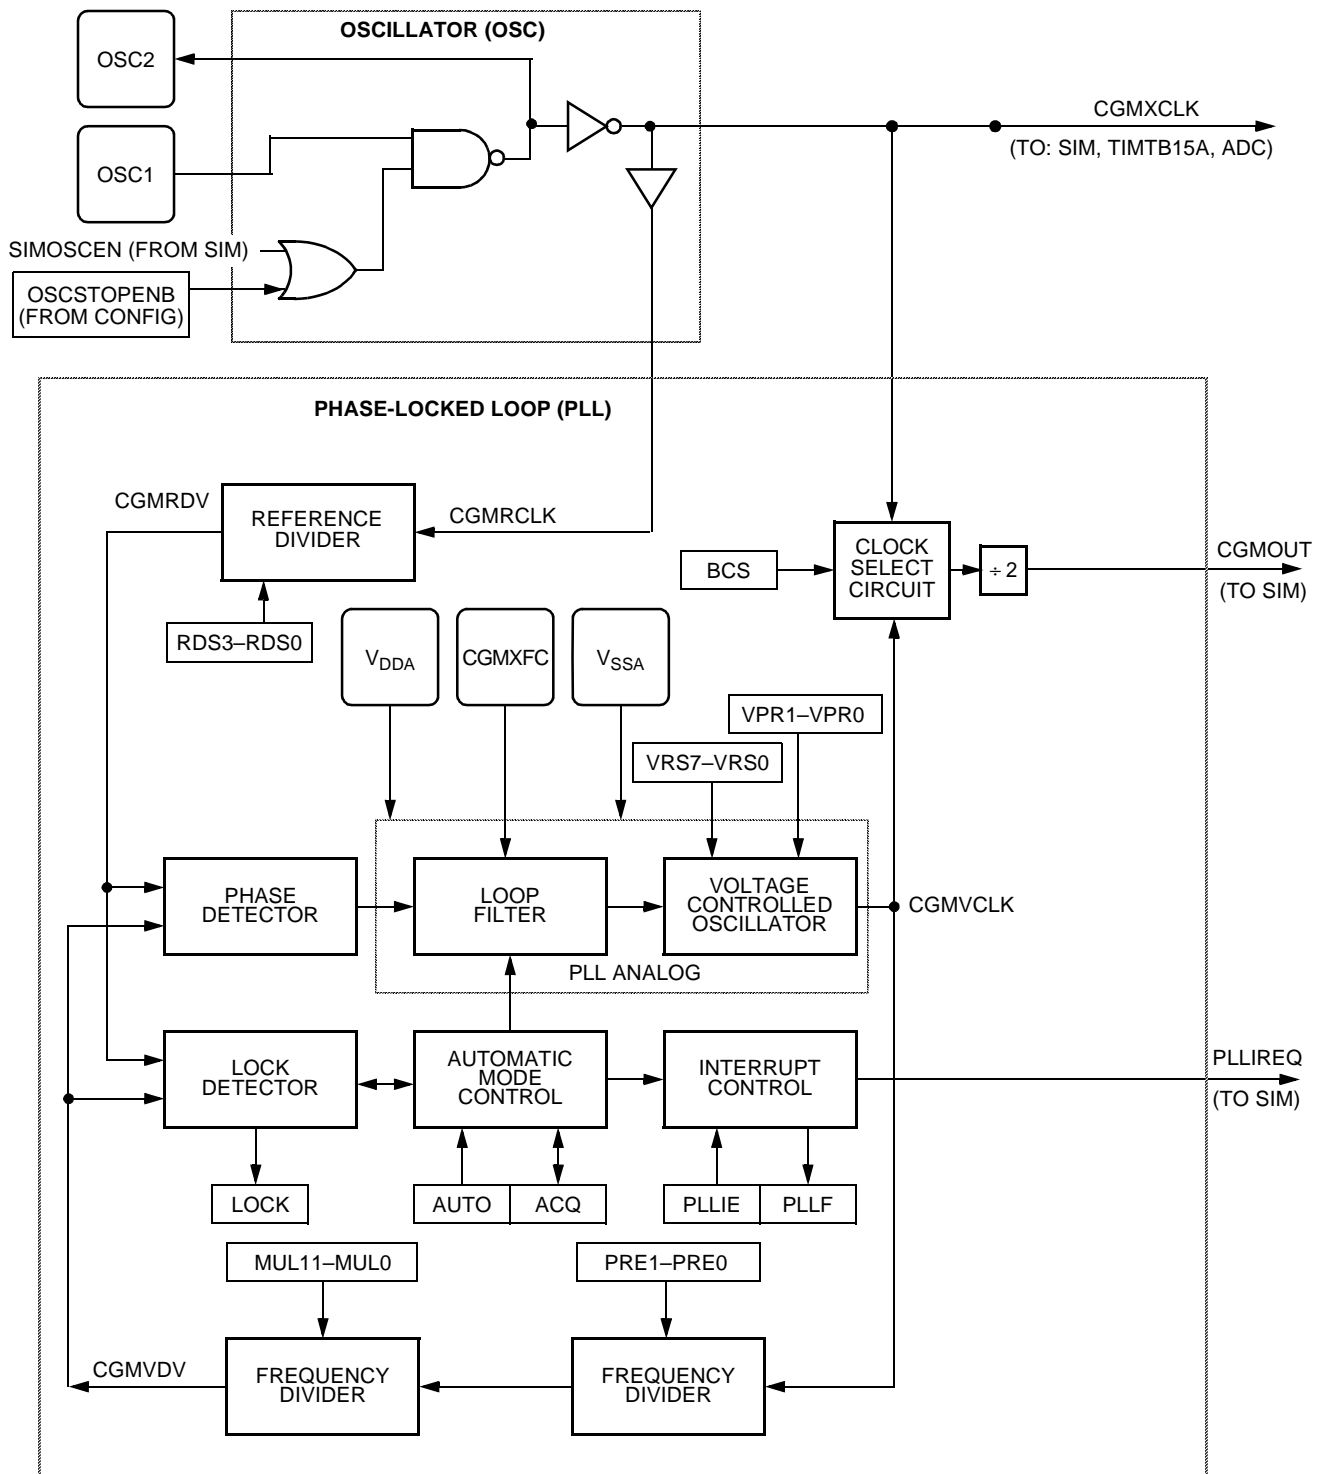 OSCILLATOR (OSC)
OSC2
CGMXCLK
(TO: SIM, TIMTB15A, ADC)
OSC1
SIMOSCEN (FROM SIM)
OSCSTOPENB
(FROM CONFIG)
PHASE-LOCKED LOOP (PLL)
CGMRDV
REFERENCE
DIVIDER
CGMRCLK
CLOCK
SELECT
CIRCUIT
BCS
÷ 2
CGMOUT
(TO SIM)
RDS3–RDS0
VDDA
CGMXFC
VSSA
VPR1–VPR0
VRS7–VRS0
PHASE
DETECTOR
LOOP
FILTER
VOLTAGE
CONTROLLED
OSCILLATOR
CGMVCLK
PLL ANALOG
LOCK
DETECTOR
AUTOMATIC
MODE
CONTROL
INTERRUPT
CONTROL
PLLIREQ
(TO SIM)
LOCK
AUTO
ACQ
PLLIE
PLLF
MUL11–MUL0
PRE1–PRE0
CGMVDV
FREQUENCY
DIVIDER
FREQUENCY
DIVIDER